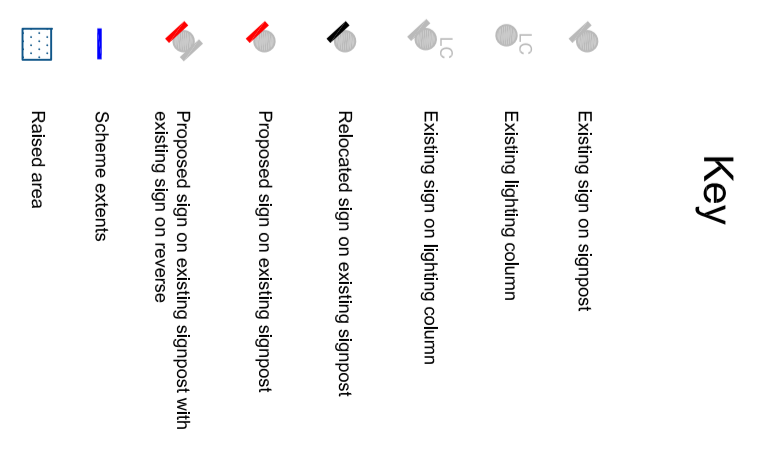 Key
Existing sign on signpost
LC
Existing lighting column
LC
Existing sign on lighting column
Relocated sign on existing signpost
Proposed sign on existing signpost
Proposed sign on existing signpost with
existing sign on reverse
Scheme extents
Raised area